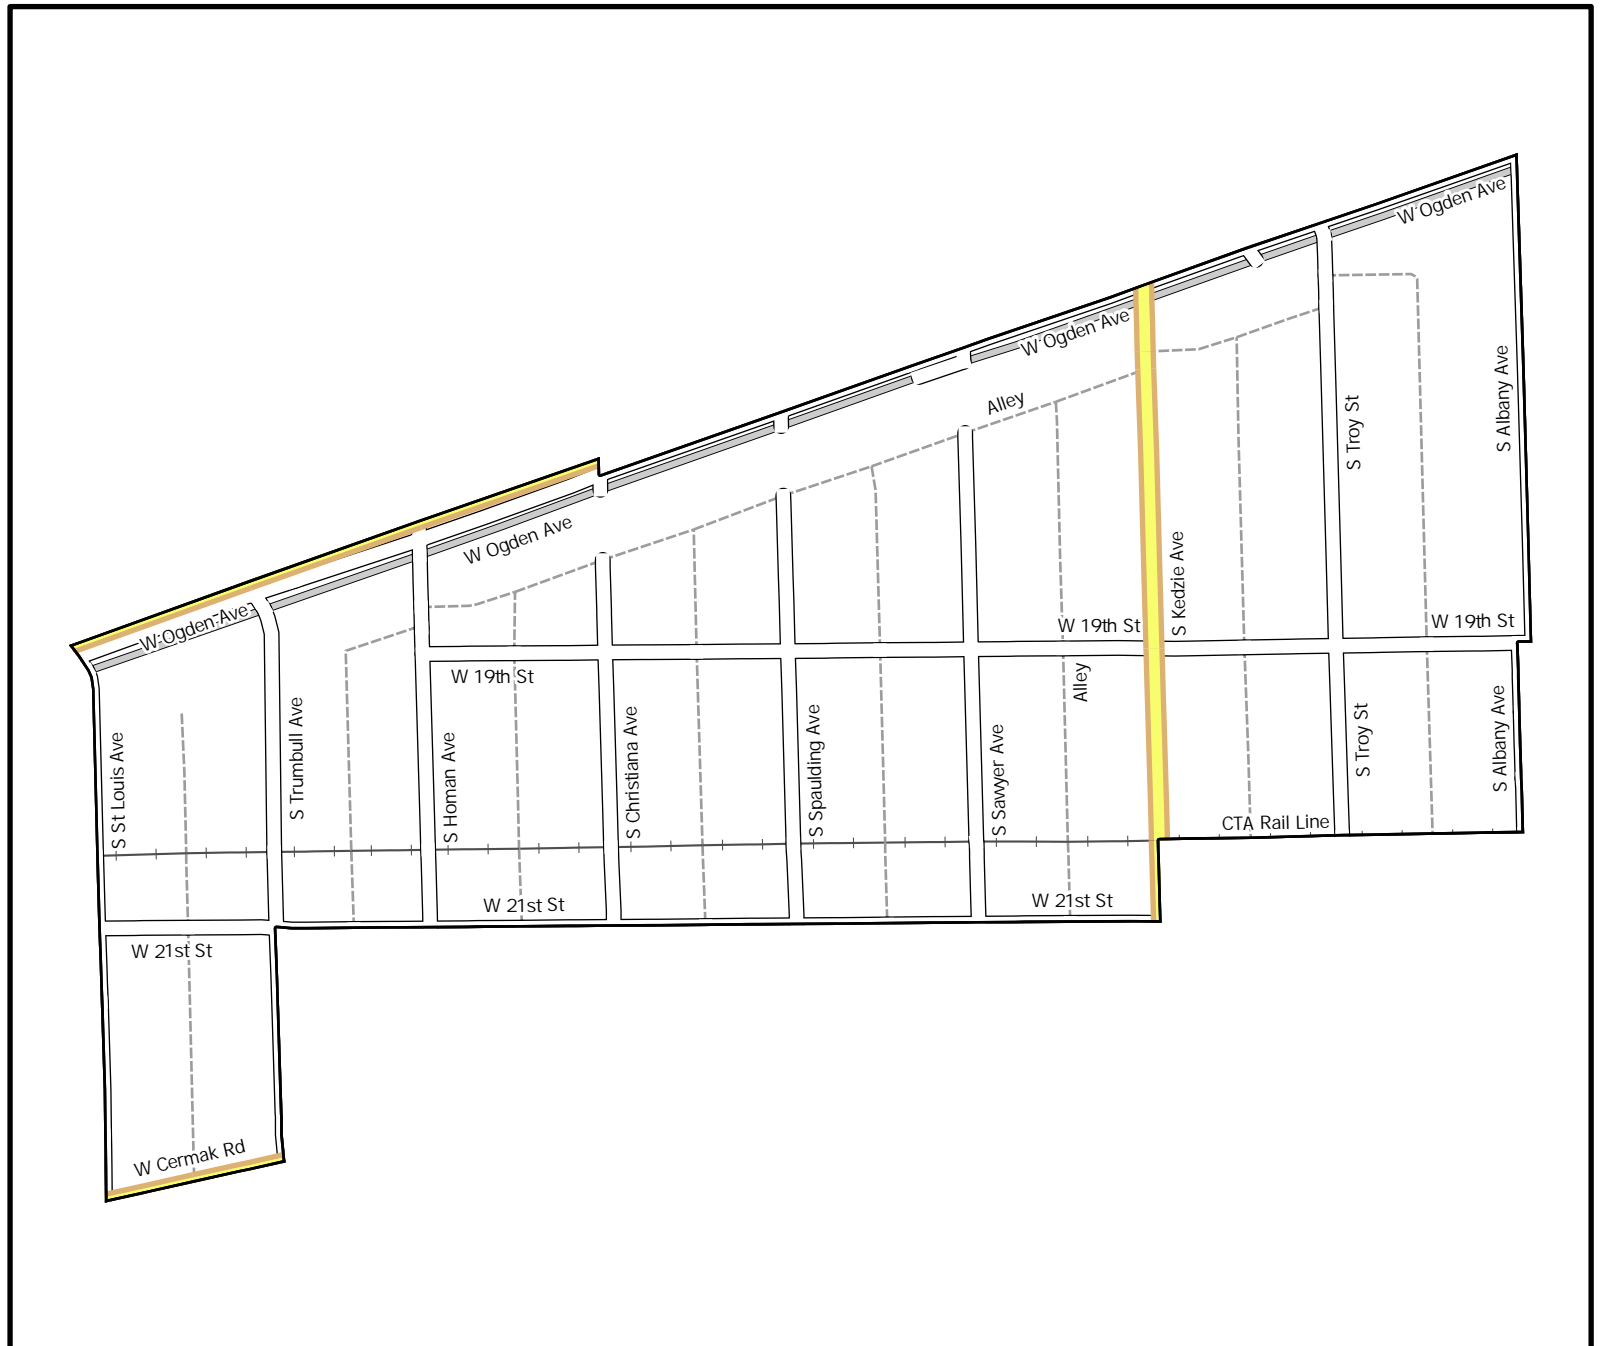 W Ogden Ave
W Ogden Ave
Alley
S Troy St
S Albany Ave
W Ogden Ave
S Kedzie Ave
W Ogden Ave
W 19th St
W 19th St
W 19th St
Alley
S St Louis Ave
S Trumbull Ave
S Homan Ave
S Christiana Ave
S Spaulding Ave
S Sawyer Ave
S Troy St
S Albany Ave
CTA Rail Line
W 21st St
W 21st St
W 21st St
W Cermak Rd